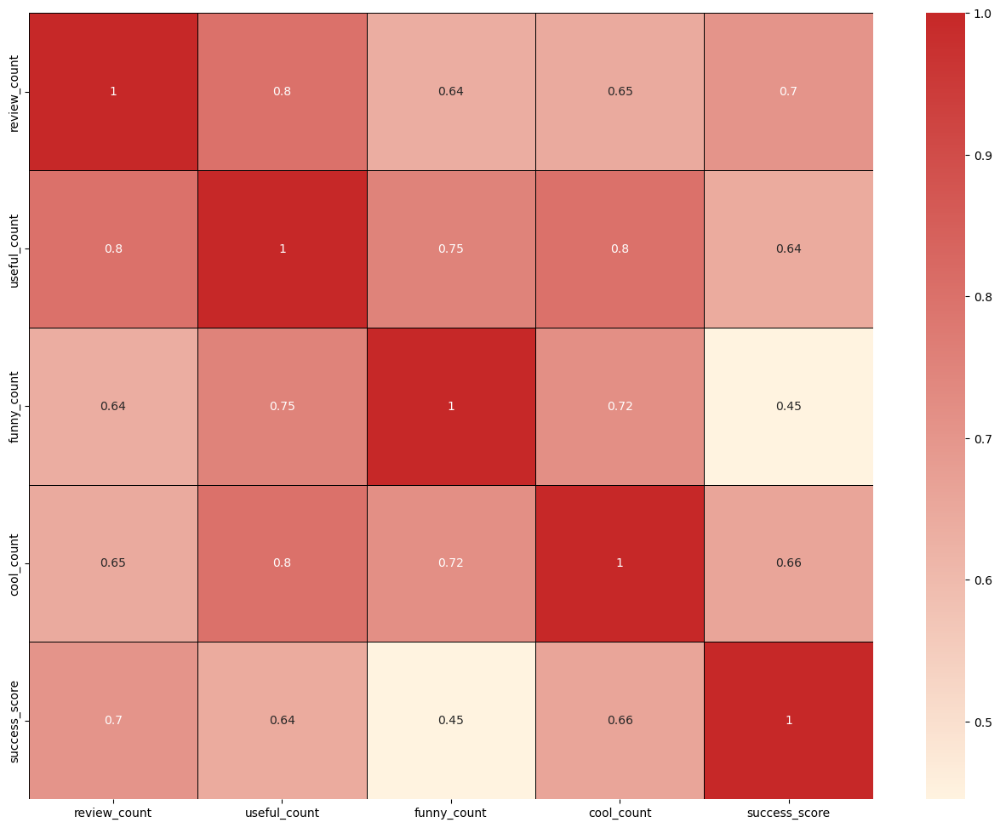 review_count 1 0.8 0.64 0.65 0.7
useful_count 0.8 1 0.75 0.8 0.64
funny_count 0.64 0.75 1 0.72 0.45
cool_count 0.65 0.8 0.72 1 0.66
success_score 0.7 0.64 0.45 0.66 1
review_count useful_count funny_count cool_count success_score
1.0
0.9
0.8
0.7
0.6
0.5